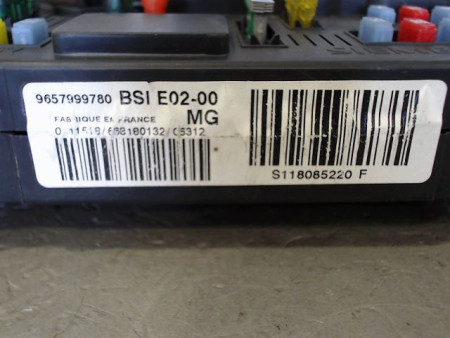 9657999780 BSI E02-00
FABRIQUE EN FRANCE MG
S118085220 F